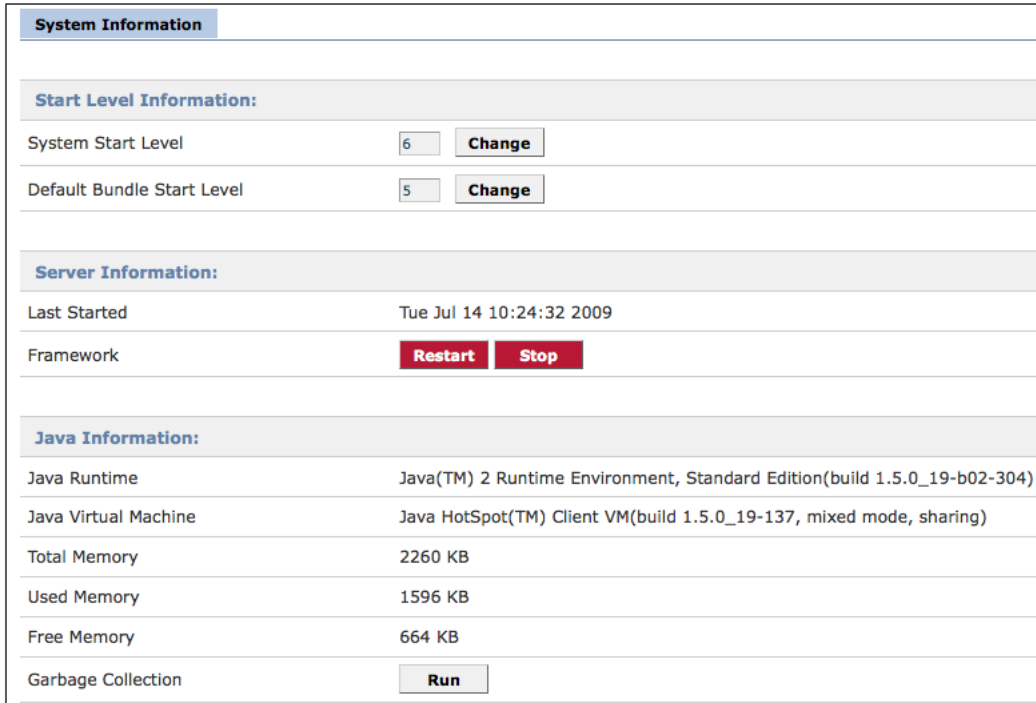 System Information
Start Level Information:
System Start Level 6 Change
Default Bundle Start Level 5 Change
Server Information:
Last Started Tue Jul 14 10:24:32 2009
Framework Restart Stop
Java Information:
Java Runtime Java(TM) 2 Runtime Environment, Standard Edition(build 1.5.0_19-b02-304)
Java Virtual Machine Java HotSpot(TM) Client VM(build 1.5.0_19-137, mixed mode, sharing)
Total Memory 2260 KB
Used Memory 1596 KB
Free Memory 664 KB
Garbage Collection Run